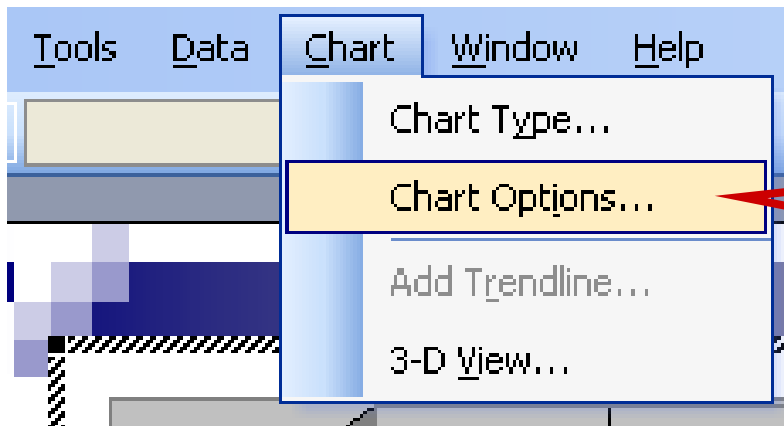 Tools Data Chart Window Help
Chart Type...
Chart Options...
Add Trendline...
3-D View...